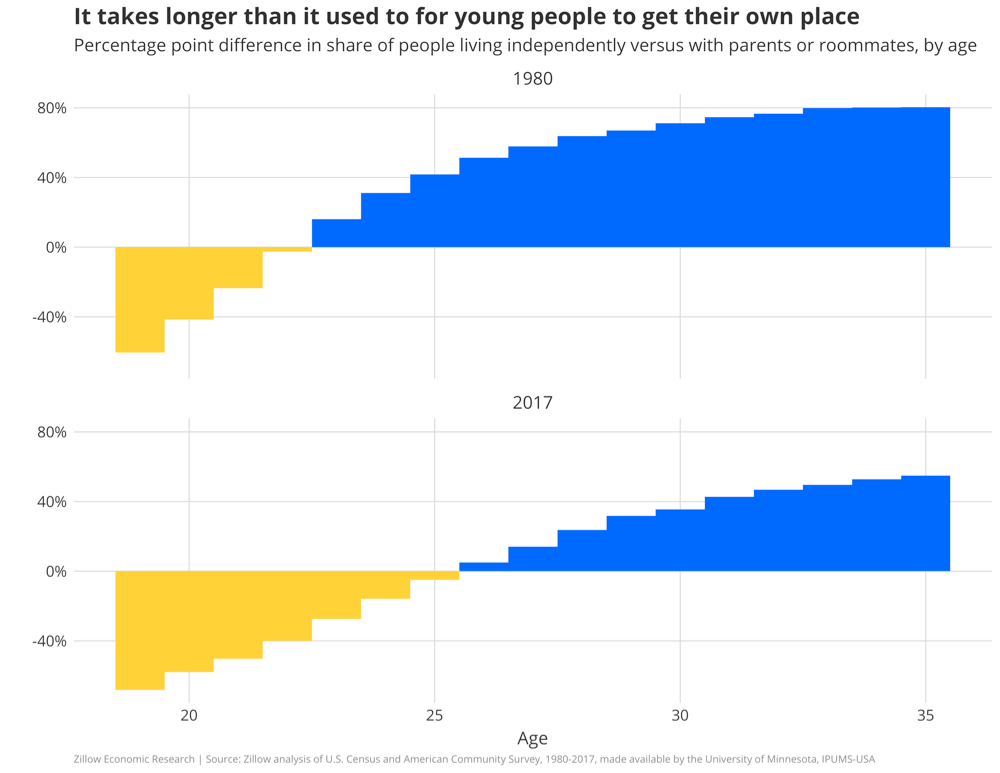 It takes longer than it used to for young people to get their own place
Percentage point difference in share of people living independently versus with parents or roommates, by age
1980
80%
40%
0%
-40%
2017
80%
40%
0%
-40%
20 25 30 35
Age
Zillow Economic Research | Source: Zillow analysis of U.S. Census and American Community Survey, 1980-2017, made available by the University of Minnesota, IPUMS-USA